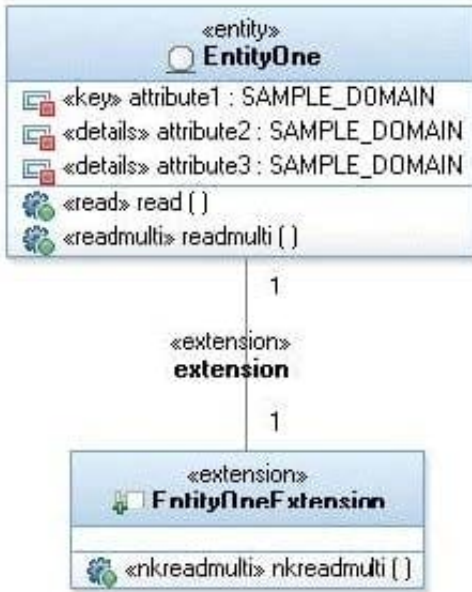 «entity»
EntityOne
«key» attribute1 : SAMPLE_DOMAIN
«details» attribute2 : SAMPLE_DOMAIN
«details» attribute3 : SAMPLE_DOMAIN
«read» read ( )
«readmulti» readmulti ( )
1
«extension»
extension
1
«extension»
EntityOneExtension
«nkreadmulti» nkreadmulti ( )